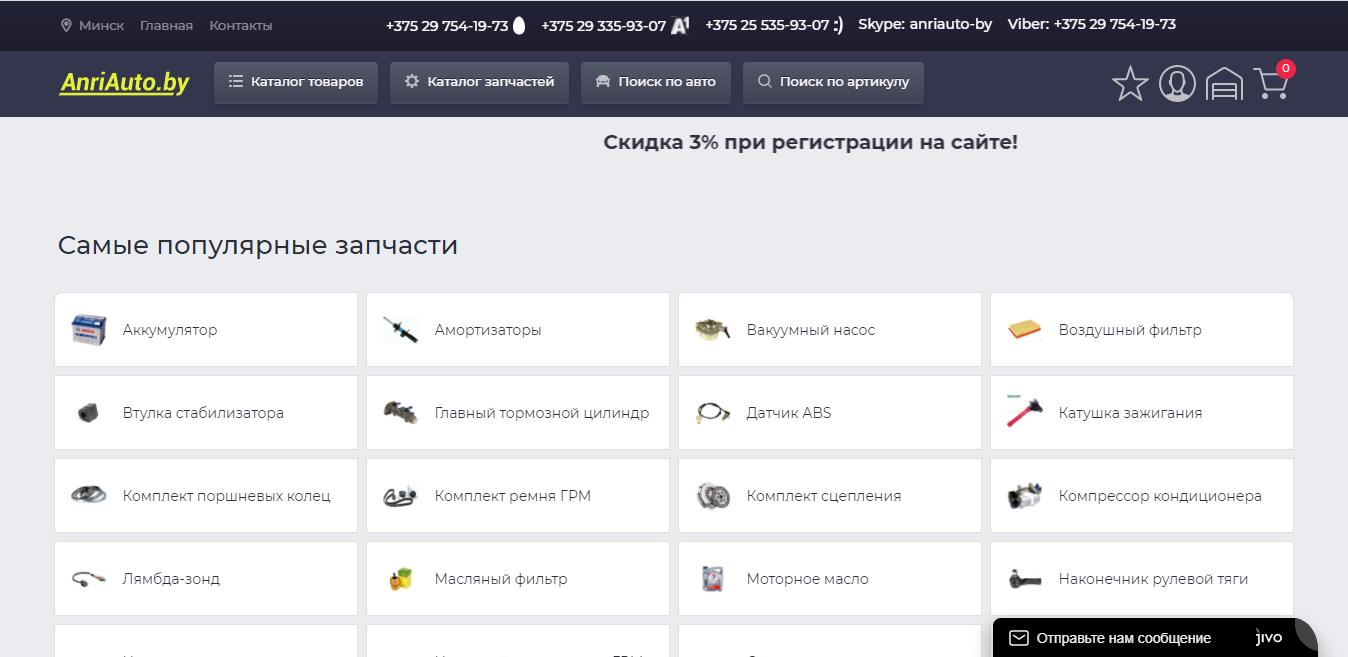 Минск Главная Контакты +375 29 754-19-73 +375 29 335-93-07 A1 +375 25 535-93-07 :) Skype: anriauto-by Viber: +375 29 754-19-73
AnriAuto.by Каталог товаров Каталог запчастей Поиск по авто Поиск по артикулу 0
Скидка 3% при регистрации на сайте!
Самые популярные запчасти
Аккумулятор Амортизаторы Вакуумный насос Воздушный фильтр
Втулка стабилизатора Главный тормозной цилиндр Датчик ABS Катушка зажигания
Комплект поршневых колец Комплект ремня ГРМ Комплект сцепления Компрессор кондиционера
Лямбда-зонд Масляный фильтр Моторное масло Наконечник рулевой тяги
Отправьте нам сообщение jivo